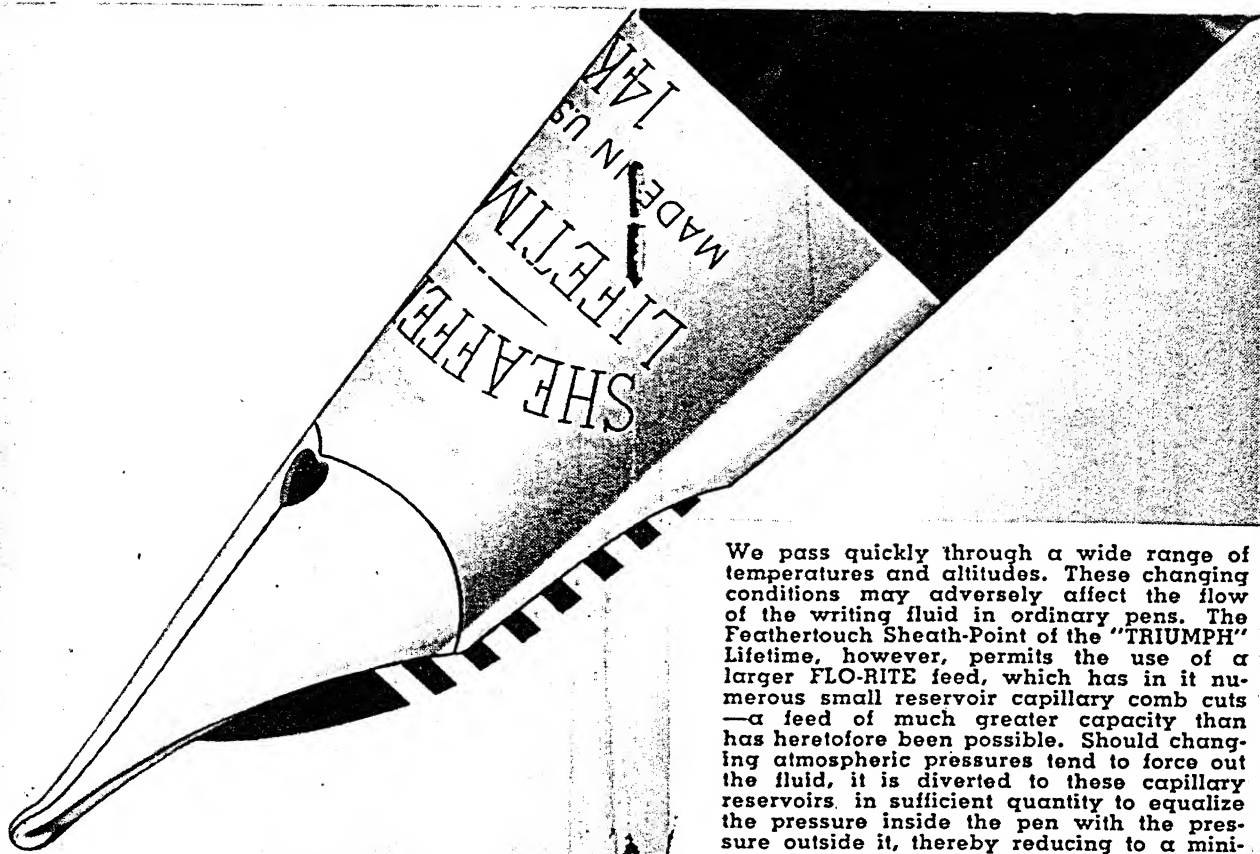 SHEAFFE
LIFETIM
MADE IN U.S
14K
We pass quickly through a wide range of
temperatures and altitudes. These changing
conditions may adversely affect the flow
of the writing fluid in ordinary pens. The
Feathertouch Sheath-Point of the "TRIUMPH"
Lifetime, however, permits the use of a
larger FLO-RITE feed, which has in it nu-
merous small reservoir capillary comb cuts
—a feed of much greater capacity than
has heretofore been possible. Should chang-
ing atmospheric pressures tend to force out
the fluid, it is diverted to these capillary
reservoirs in sufficient quantity to equalize
the pressure inside the pen with the pres-
sure outside it, thereby reducing to a mini-